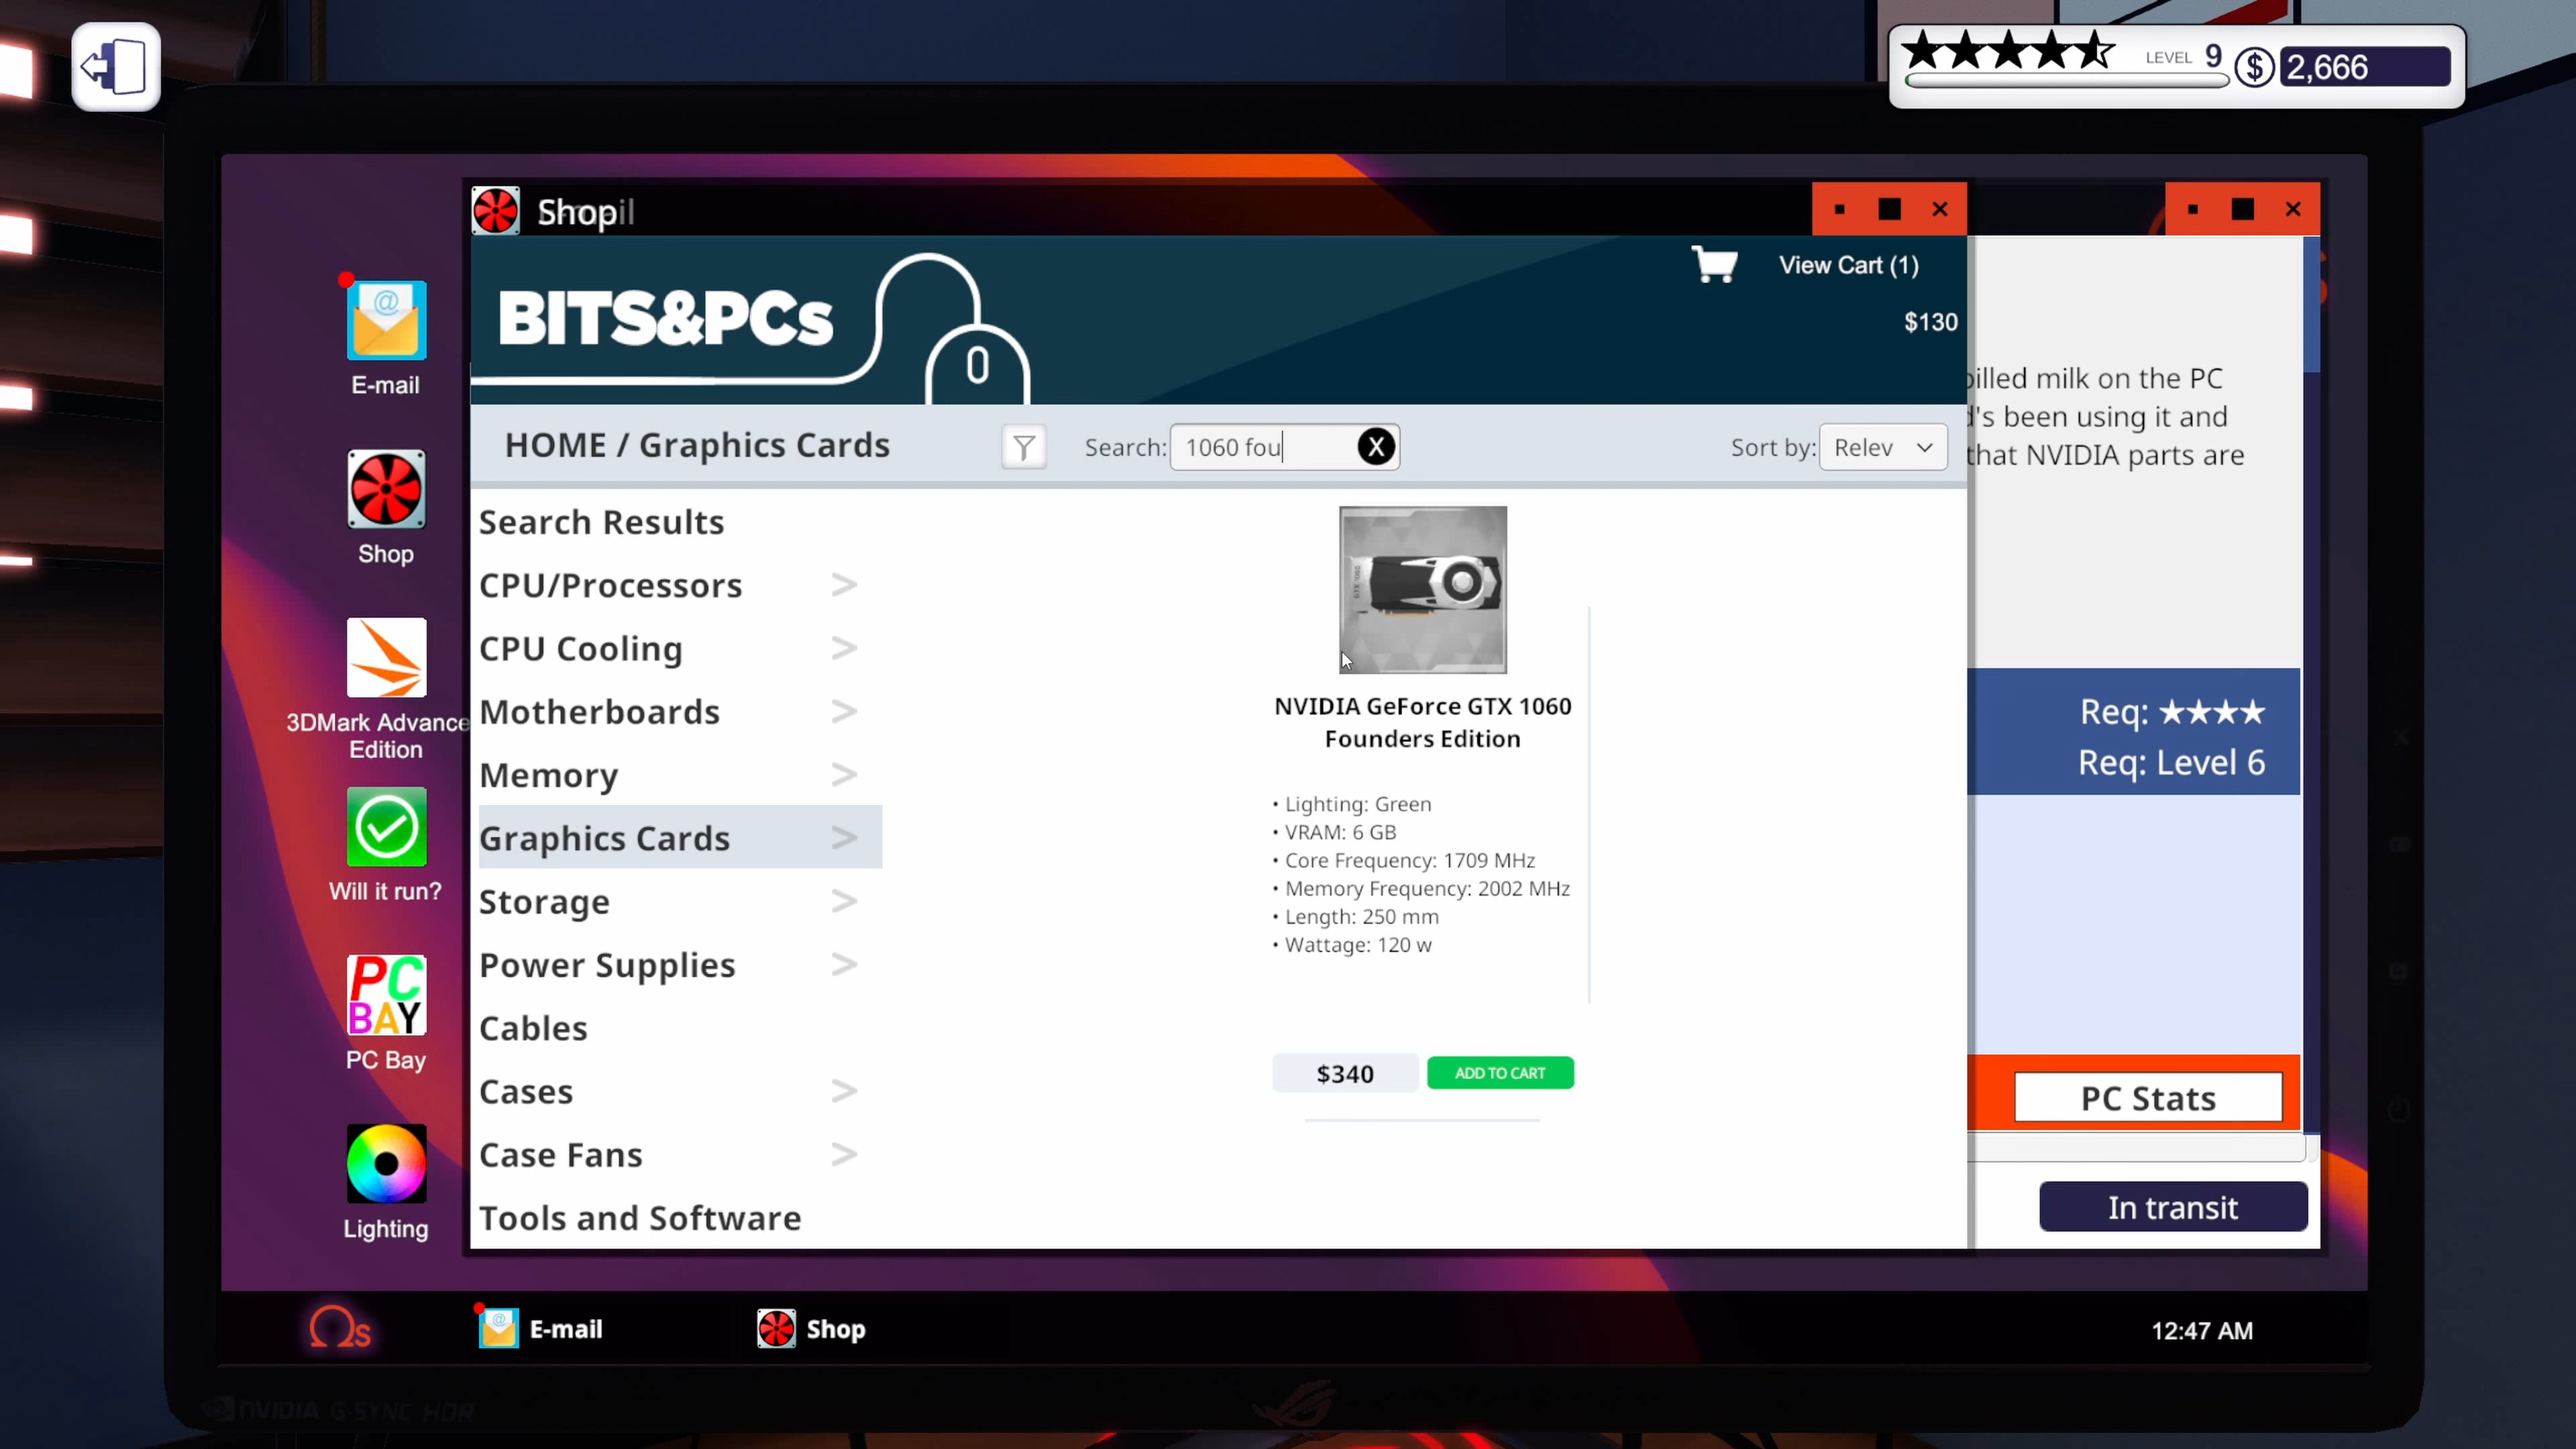 LEVEL 9 $ 2,666
Shop
BITS&PCs
View Cart (1)
$130
HOME / Graphics Cards
Search: 1060 fou X
Sort by: Relev
Search Results
CPU/Processors >
CPU Cooling >
Motherboards >
Memory >
Graphics Cards >
Storage >
Power Supplies >
Cables
Cases >
Case Fans >
Tools and Software
NVIDIA GeForce GTX 1060
Founders Edition
• Lighting: Green
• VRAM: 6 GB
• Core Frequency: 1709 MHz
• Memory Frequency: 2002 MHz
• Length: 250 mm
• Wattage: 120 w
$340 ADD TO CART
milk on the PC
been using it and
that NVIDIA parts are
Req: ★★★★
Req: Level 6
PC Stats
In transit
E-mail
Shop
3DMark Advance
Edition
Will it run?
PC
BAY
PC Bay
Lighting
Ωs
E-mail
Shop
12:47 AM
NVIDIA G-SYNC HDR